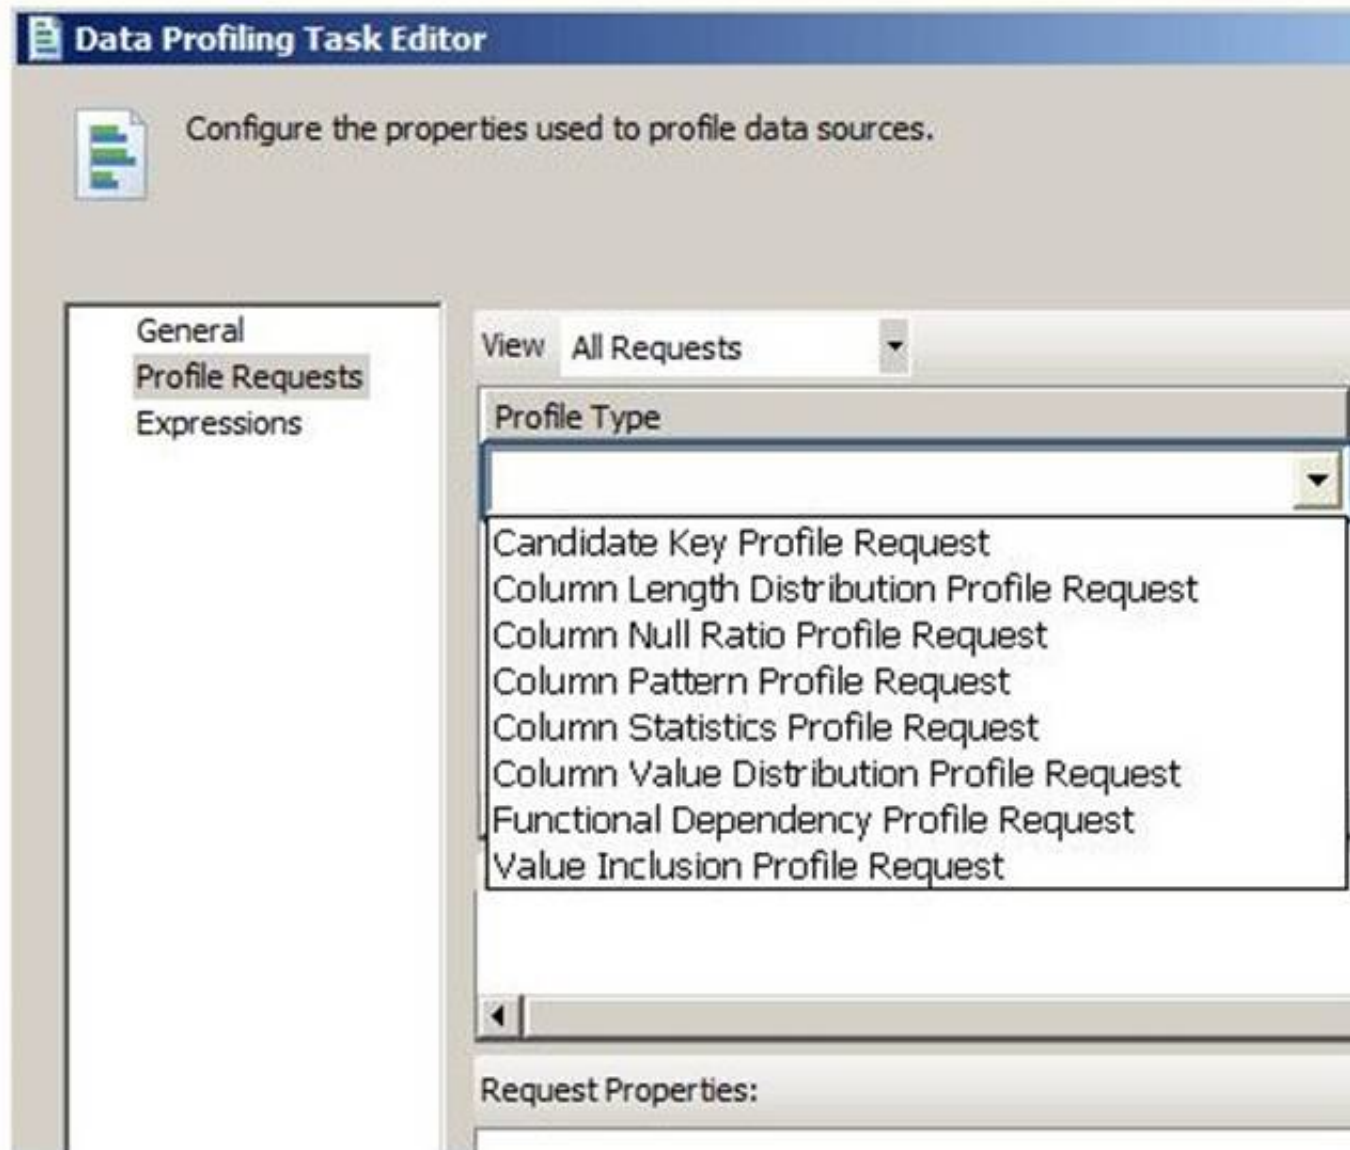 Data Profiling Task Editor
Configure the properties used to profile data sources.
General
Profile Requests
Expressions
View All Requests
Profile Type
Candidate Key Profile Request
Column Length Distribution Profile Request
Column Null Ratio Profile Request
Column Pattern Profile Request
Column Statistics Profile Request
Column Value Distribution Profile Request
Functional Dependency Profile Request
Value Inclusion Profile Request
Request Properties: